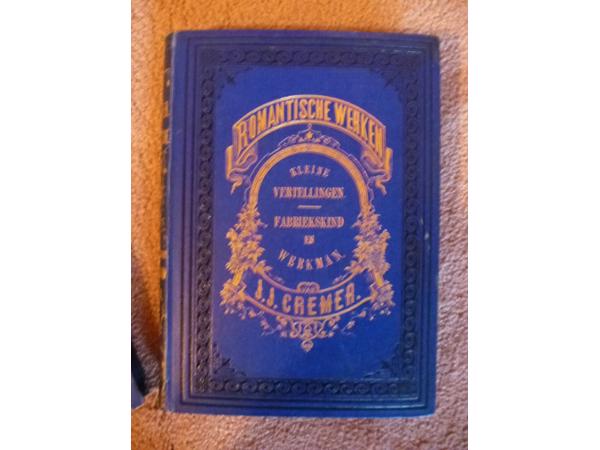 ROMANTISCHE WERKEN
KLEINE
VERTELLINGEN.
FABRIEKSKIND
EN
WERKMAN.
J.J. CREMER.